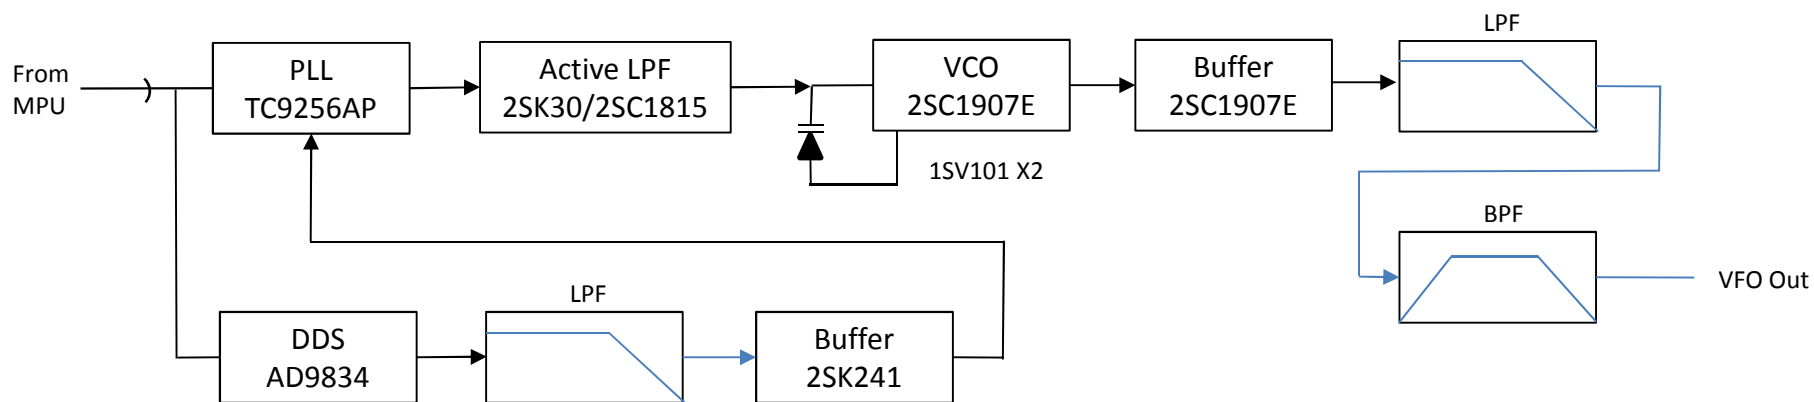 From
MPU
PLL
TC9256AP
Active LPF
2SK30/2SC1815
VCO
2SC1907E
1SV101 X2
Buffer
2SC1907E
LPF
BPF
VFO Out
DDS
AD9834
LPF
Buffer
2SK241